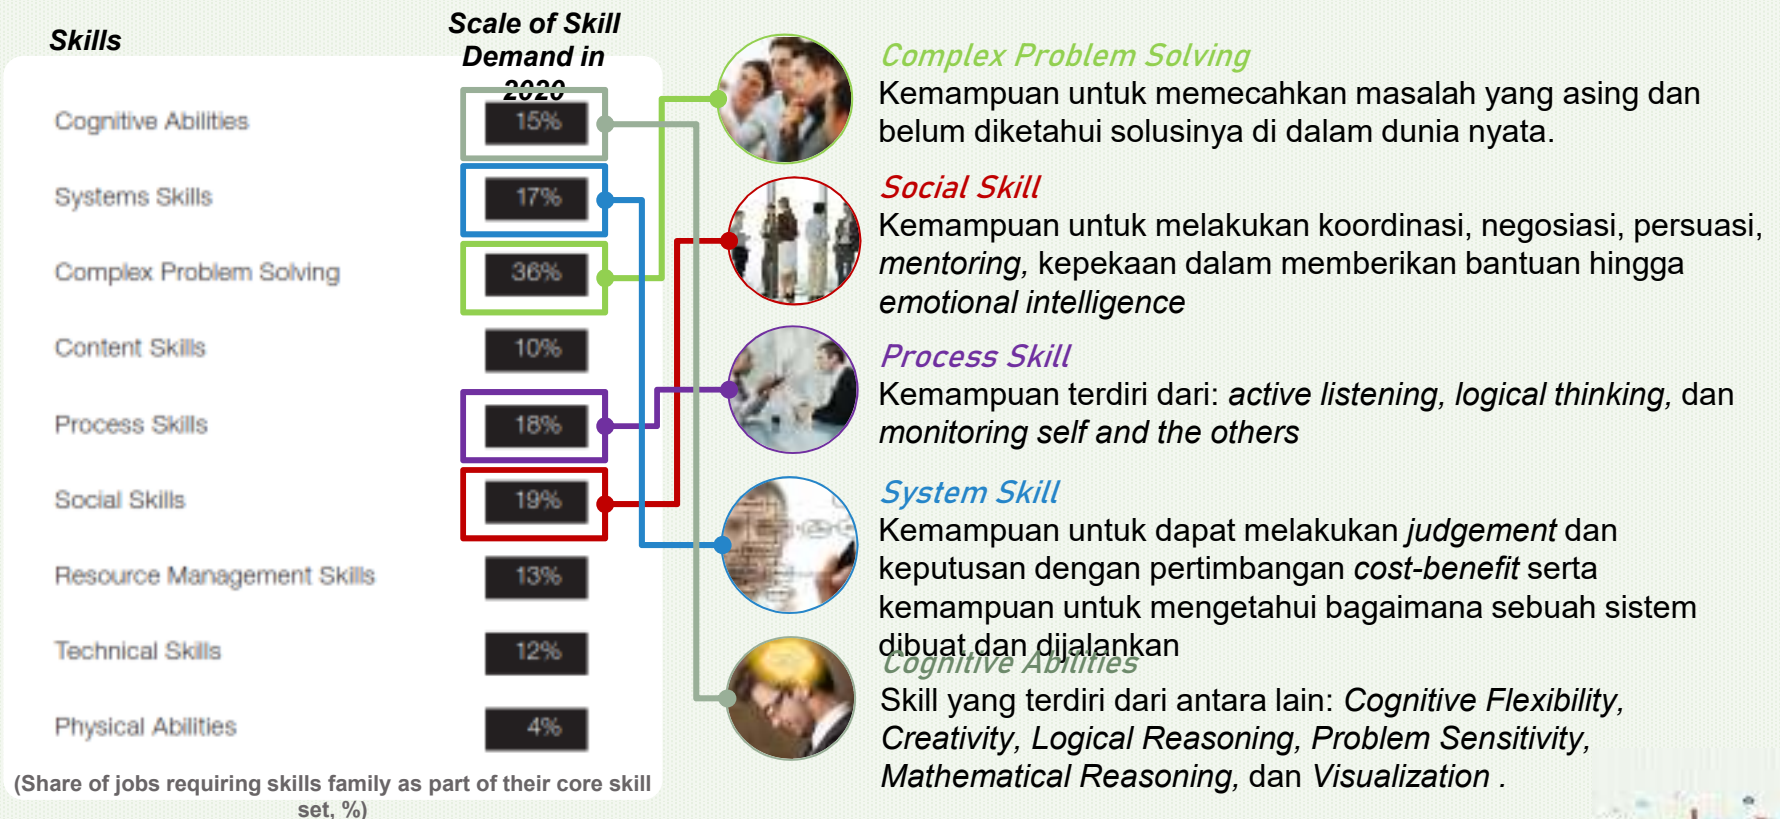 Skills
Scale of Skill
Demand in
2020
Cognitive Abilities 15%
Systems Skills 17%
Complex Problem Solving 36%
Content Skills 10%
Process Skills 18%
Social Skills 19%
Resource Management Skills 13%
Technical Skills 12%
Physical Abilities 4%
(Share of jobs requiring skills family as part of their core skill
set, %)
Complex Problem Solving
Kemampuan untuk memecahkan masalah yang asing dan
belum diketahui solusinya di dalam dunia nyata.
Social Skill
Kemampuan untuk melakukan koordinasi, negosiasi, persuasi,
mentoring, kepekaan dalam memberikan bantuan hingga
emotional intelligence
Process Skill
Kemampuan terdiri dari: active listening, logical thinking, dan
monitoring self and the others
System Skill
Kemampuan untuk dapat melakukan judgement dan
keputusan dengan pertimbangan cost-benefit serta
kemampuan untuk mengetahui bagaimana sebuah sistem
dibuat dan dijalankan
Cognitive Abilities
Skill yang terdiri dari antara lain: Cognitive Flexibility,
Creativity, Logical Reasoning, Problem Sensitivity,
Mathematical Reasoning, dan Visualization .